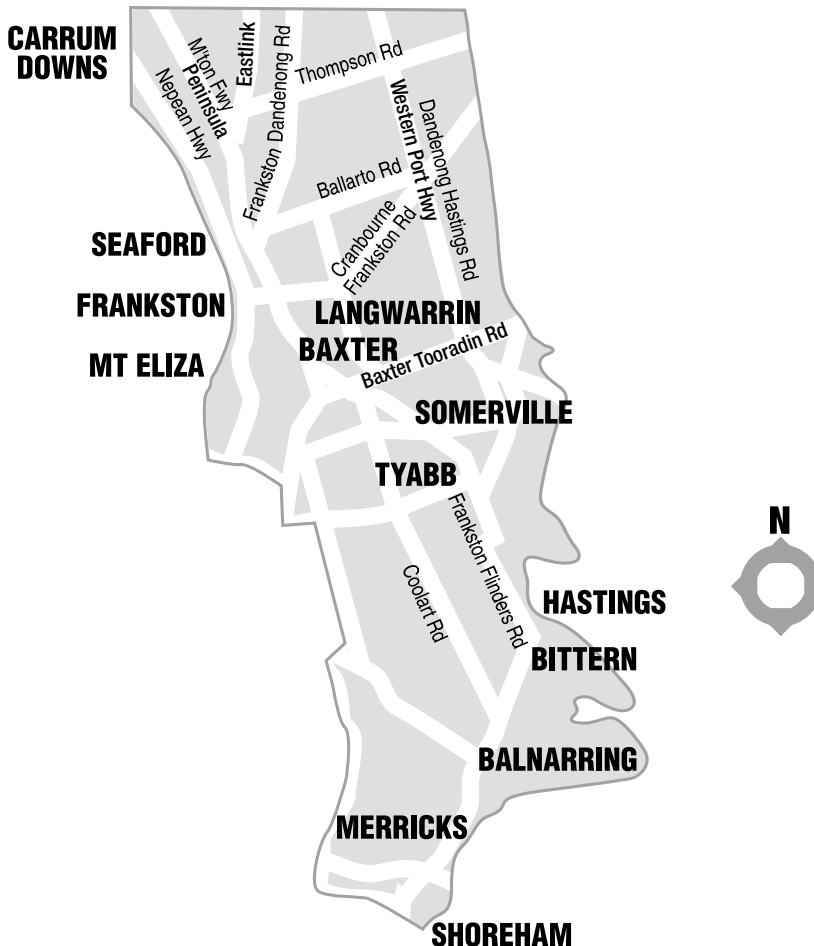 CARRUM
DOWNS
M'ton Fwy
Peninsula
Nepean Hwy
Eastlink
Frankston Dandenong Rd
Thompson Rd
Western Port Hwy
Dandenong Hastings Rd
Ballarto Rd
Cranbourne
Frankston Rd
SEAFORD
FRANKSTON
LANGWARRIN
BAXTER
MT ELIZA
Baxter Tooradin Rd
SOMERVILLE
TYABB
Frankston Flinders Rd
Coolart Rd
N
HASTINGS
BITTERN
BALNARRING
MERRICKS
SHOREHAM